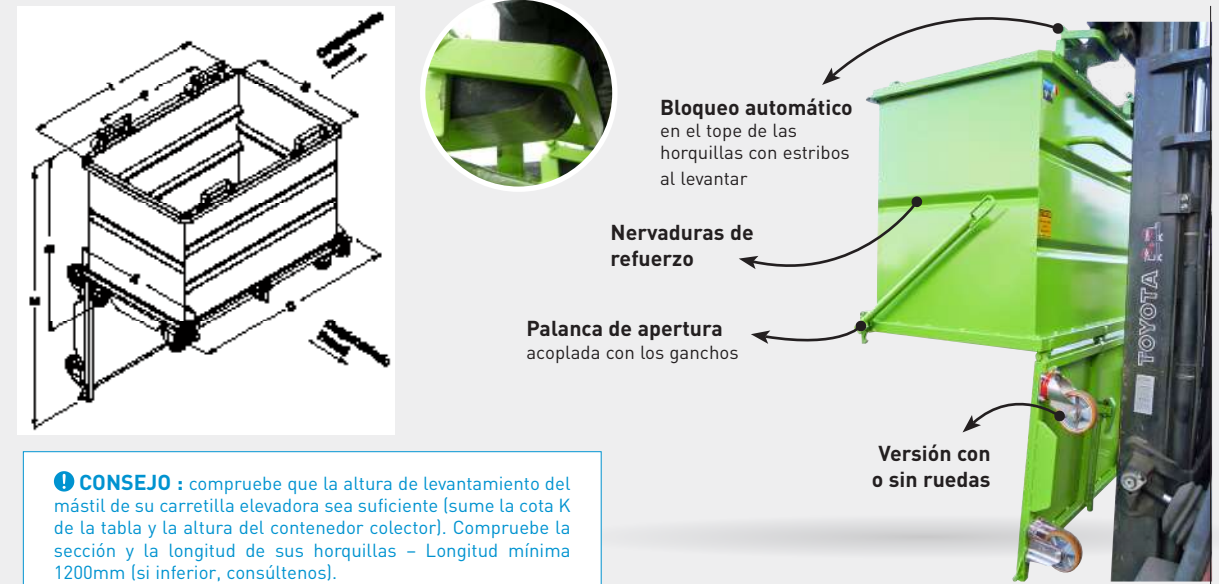 Bloqueo automático
en el tope de las
horquillas con estribos
al levantar
Nervaduras de
refuerzo
Palanca de apertura
acoplada con los ganchos
Versión con
o sin ruedas
TOYOTA
CONSEJO : compruebe que la altura de levantamiento del
mástil de su carretilla elevadora sea suficiente (sume la cota K
de la tabla y la altura del contenedor colector). Compruebe la
sección y la longitud de sus horquillas – Longitud mínima
1200mm (si inferior, consúltenos).